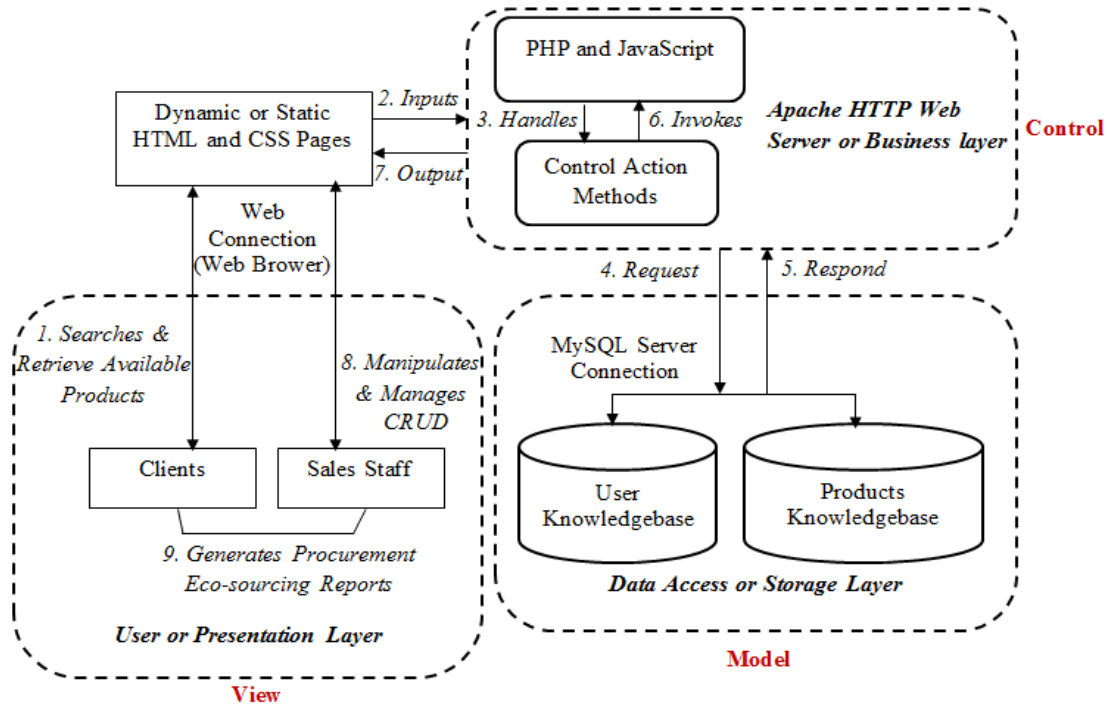 PHP and JavaScript
2. Inputs
Dynamic or Static
HTML and CSS Pages
3. Handles
6. Invokes
Apache HTTP Web
Server or Business layer
Control
7. Output
Control Action
Methods
Web
Connection
(Web Brower)
4. Request
5. Respond
1. Searches &
Retrieve Available
Products
8. Manipulates
& Manages
CRUD
MySQL Server
Connection
Clients
Sales Staff
User
Knowledgebase
Products
Knowledgebase
9. Generates Procurement
Eco-sourcing Reports
Data Access or Storage Layer
User or Presentation Layer
Model
View